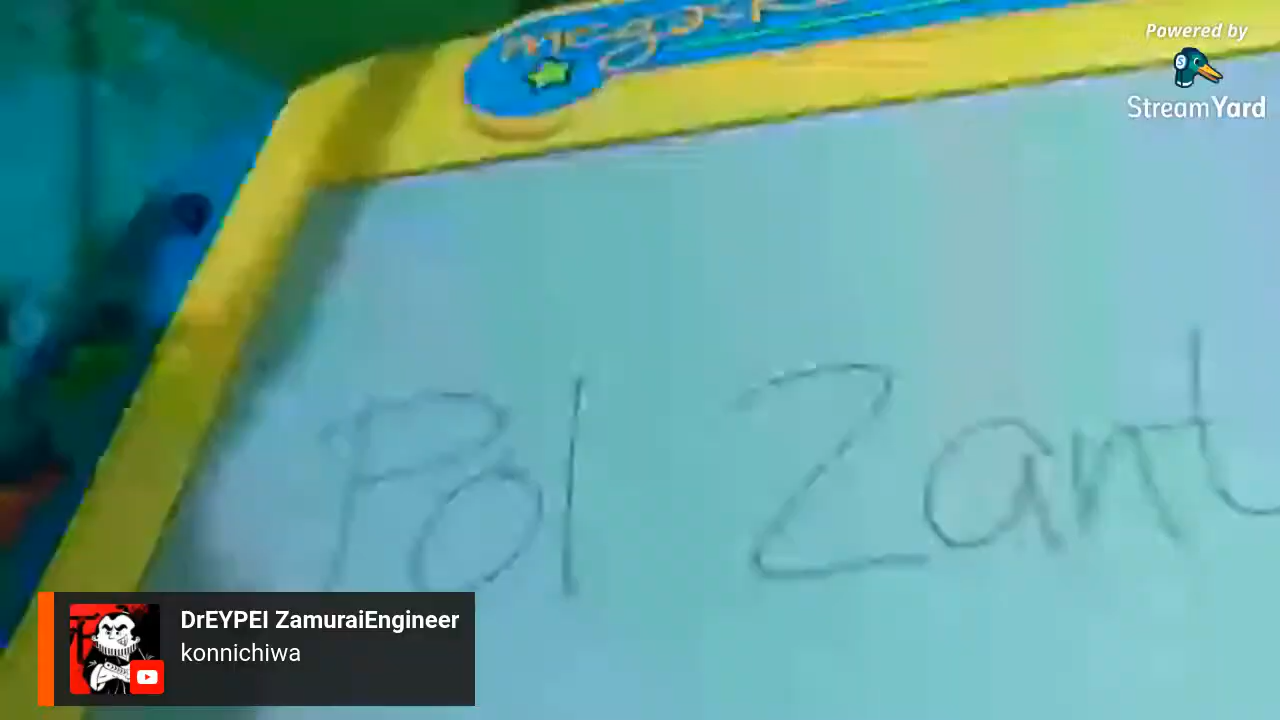 Powered by
StreamYard
Pol Zant
DrEYPEI ZamuraiEngineer
konnichiwa